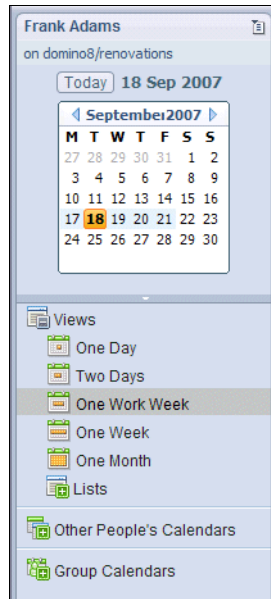 Frank Adams
on domino8/renovations
Today 18 Sep 2007
September2007
M T W T F S S
27 28 29 30 31 1 2
3 4 5 6 7 8 9
10 11 12 13 14 15 16
17 18 19 20 21 22 23
24 25 26 27 28 29 30
Views
One Day
Two Days
One Work Week
One Week
One Month
Lists
Other People's Calendars
Group Calendars